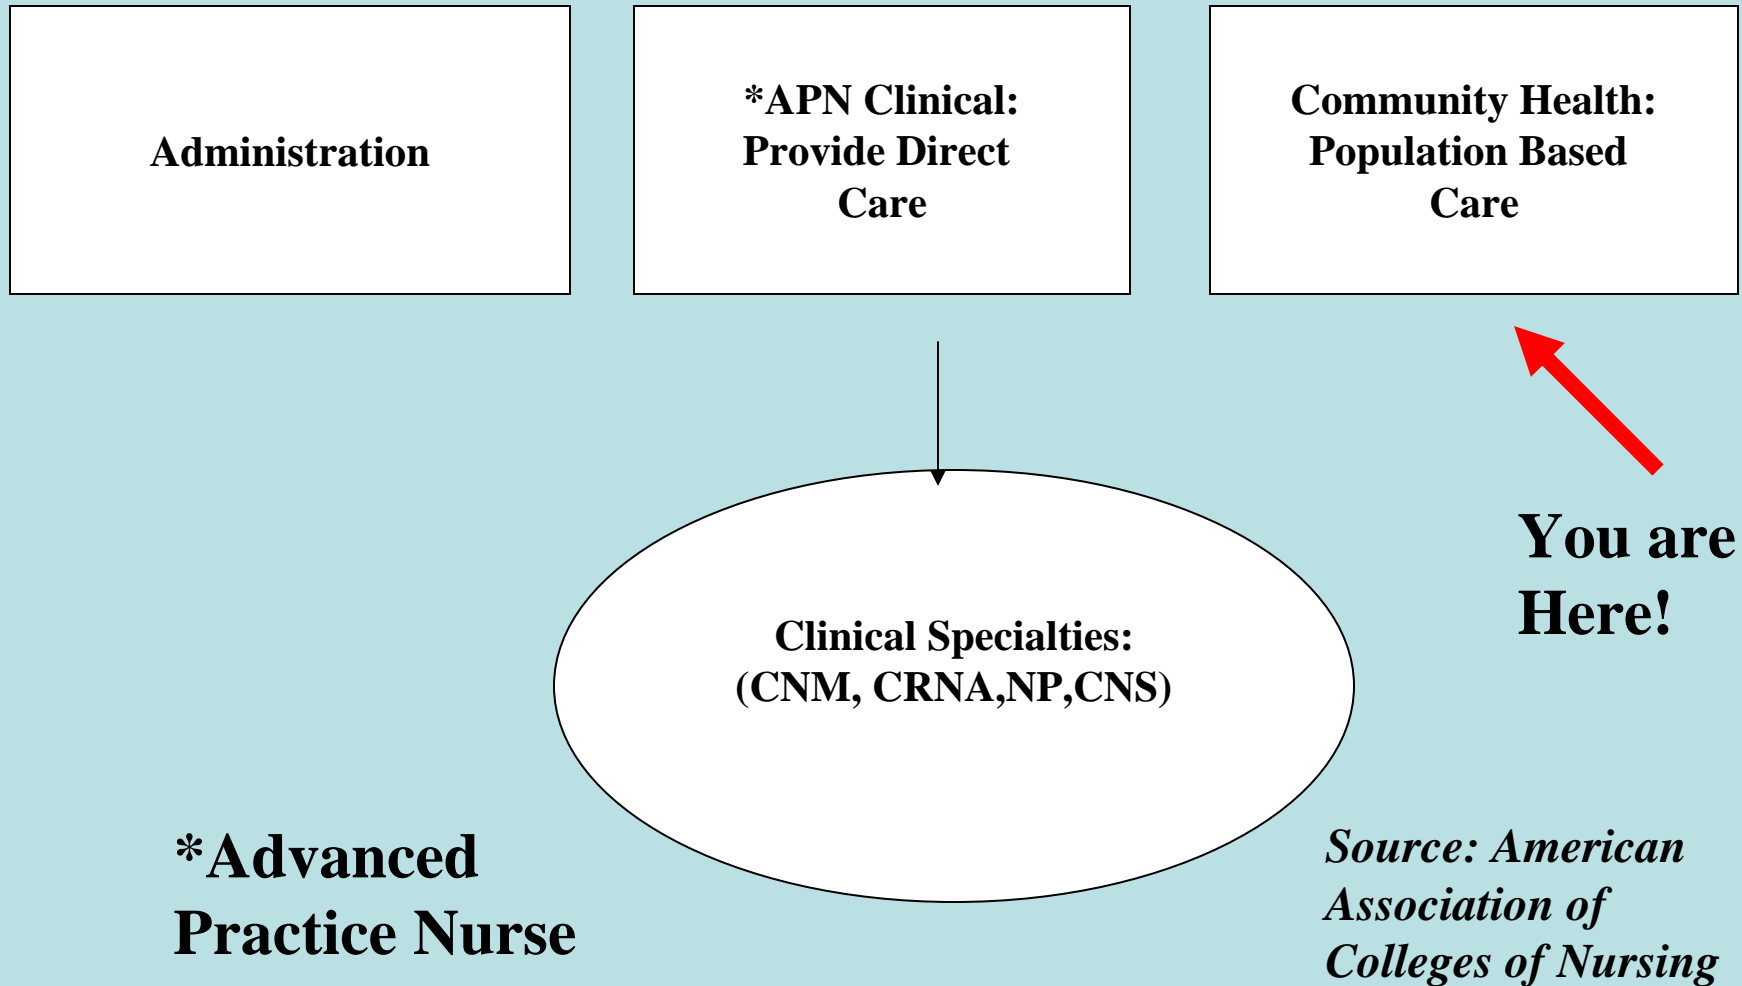 Administration
*APN Clinical:
Provide Direct
Care
Community Health:
Population Based
Care
You are
Here!
Clinical Specialties:
(CNM, CRNA,NP,CNS)
*Advanced
Practice Nurse
Source: American
Association of
Colleges of Nursing